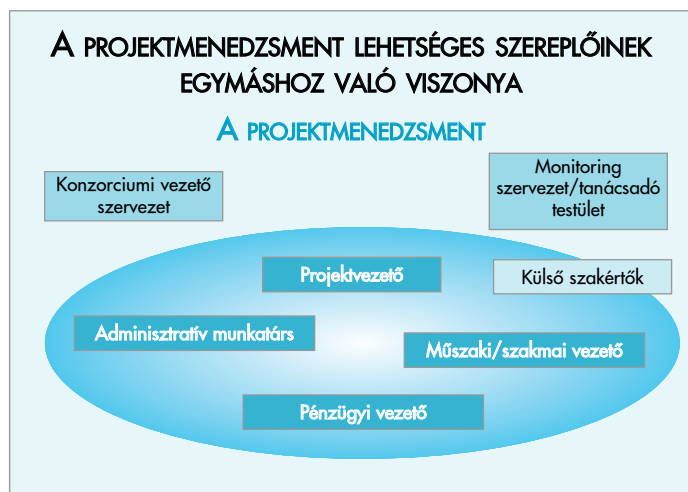 A PROJEKTMENEDZSMENT LEHETSÉGES SZEREPLŐINEK
EGYMÁSHOZ VALÓ VISZONYA
A PROJEKTMENEDZSMENT
Konzorciumi vezető
szervezet
Monitoring
szervezet/tanácsadó
testület
Projektvezető
Külső szakértők
Adminisztratív munkatárs
Műszaki/szakmai vezető
Pénzügyi vezető